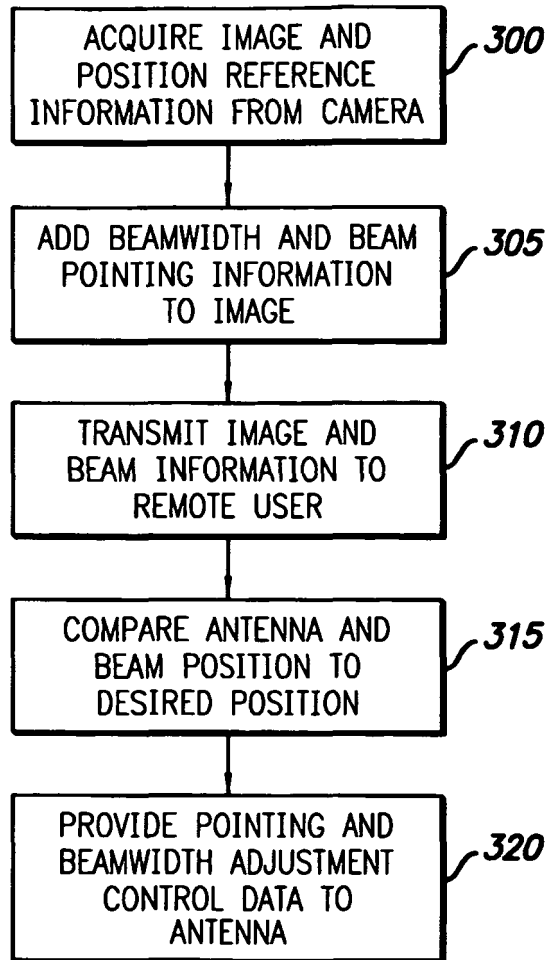 ACQUIRE IMAGE AND
POSITION REFERENCE
INFORMATION FROM CAMERA
300
ADD BEAMWIDTH AND BEAM
POINTING INFORMATION
TO IMAGE
305
TRANSMIT IMAGE AND
BEAM INFORMATION TO
REMOTE USER
310
COMPARE ANTENNA AND
BEAM POSITION TO
DESIRED POSITION
315
PROVIDE POINTING AND
BEAMWIDTH ADJUSTMENT
CONTROL DATA TO
ANTENNA
320